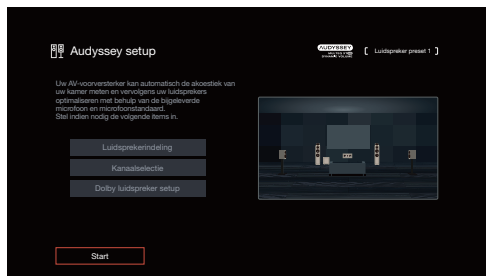 Audyssey setup
AUDYSSEY
MULTEQ XT32
DYNAMIC VOLUME
[ Luidspreker preset 1 ]
Uw AV-voorversterker kan automatisch de akoestiek van
uw kamer meten en vervolgens uw luidsprekers
optimaliseren met behulp van de bijgeleverde
microfoon en microfoonstandaard.
Stel indien nodig de volgende items in.
Luidsprekerindeling
Kanaalselectie
Dolby luidspreker setup
Start